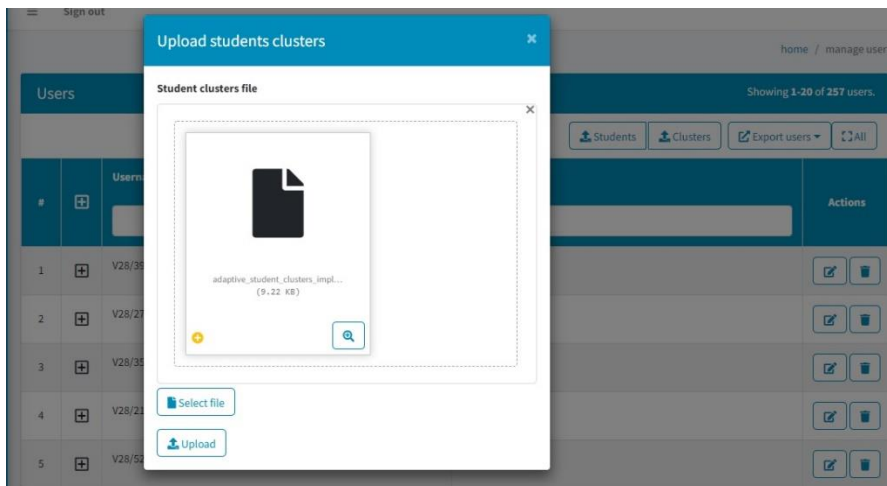 Sign out
Upload students clusters ×
home / manage user
Users
Student clusters file
Showing 1-20 of 257 users.
×
Students Clusters Export users All
# Usern Actions
adaptive_student_clusters_impl...
(9.22 KB)
1 V28/39
2 V28/27
3 V28/35
Select file
4 V28/21
Upload
5 V28/52